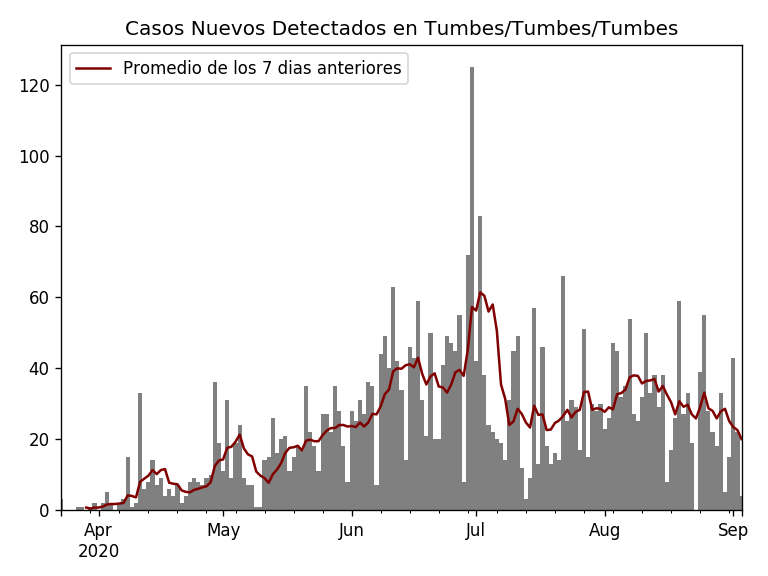 Casos Nuevos Detectados en Tumbes/Tumbes/Tumbes
Promedio de los 7 dias anteriores
120
100
80
60
40
20
0
Apr May Jun Jul Aug Sep
2020